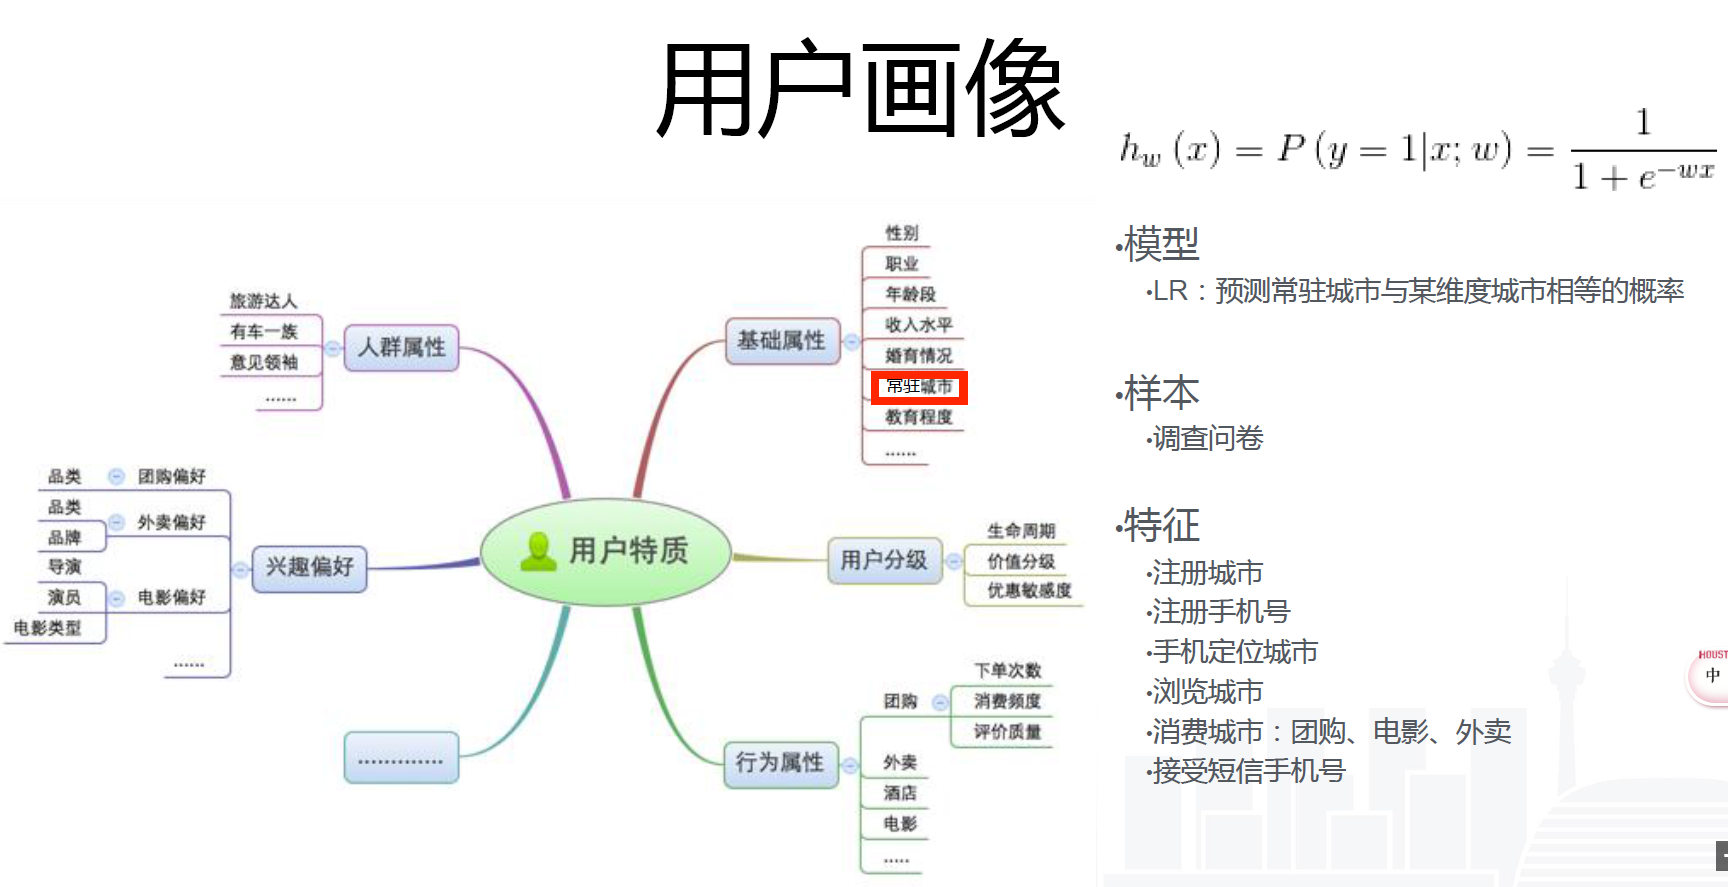 用户画像
h_w (x) = P (y = 1|x; w) = 1 / (1 + e^{-wx})
旅游达人
有车一族
意见领袖
......
人群属性
品类
团购偏好
品类
品牌
外卖偏好
导演
演员
电影类型
电影偏好
......
兴趣偏好
.............
用户特质
基础属性
性别
职业
年龄段
收入水平
婚育情况
常驻城市
教育程度
......
用户分级
生命周期
价值分级
优惠敏感度
行为属性
团购
下单次数
消费频度
评价质量
外卖
酒店
电影
.....
•模型
•LR：预测常驻城市与某维度城市相等的概率
•样本
•调查问卷
•特征
•注册城市
•注册手机号
•手机定位城市
•浏览城市
•消费城市：团购、电影、外卖
•接受短信手机号
HOUST
中